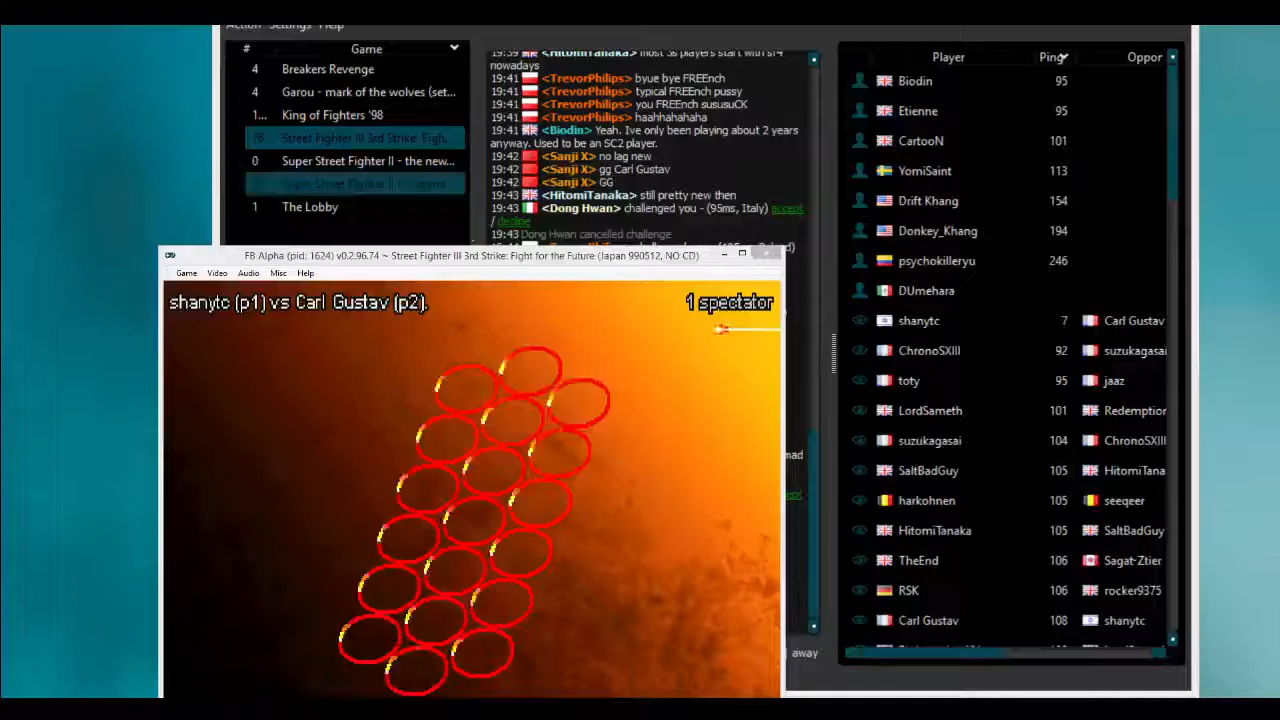 Action Settings Help
# Game
4 Breakers Revenge
4 Garou - mark of the wolves (set...
1... King of Fighters '98
Street Fighter III 3rd Strike: Figh.
0 Super Street Fighter II - the new...
1 The Lobby
19:39 <HitomiTanaka> most 3s players start with sf4
nowadays
19:41 <TrevorPhilips> byue bye FREEnch
19:41 <TrevorPhilips> typical FREEnch pussy
19:41 <TrevorPhilips> you FREEnch sususuCK
19:41 <TrevorPhilips> haahhahahaha
19:41 <Biodin> Yeah. Ive only been playing about 2 years
anyway. Used to be an SC2 player.
19:42 <Sanji X> no lag new
19:42 <Sanji X> gg Carl Gustav
19:42 <Sanji X> GG
19:43 <HitomiTanaka> still pretty new then
19:43 <Dong Hwan> challenged you - (95ms, Italy) accept
/ decline
19:43 Dong Hwan cancelled challenge
away
Player Ping Oppor
Biodin 95
Etienne 95
CartooN 101
YomiSaint 113
Drift Khang 154
Donkey_Khang 194
psychokilleryu 246
DUmehara
shanytc 7 Carl Gustav
ChronoSXIII 92 suzukagasai
toty 95 jaaz
LordSameth 101 Redemption
suzukagasai 104 ChronoSXIII
SaltBadGuy 105 HitomiTana
harkohnen 105 seeqeer
HitomiTanaka 105 SaltBadGuy
TheEnd 106 Sagat-Ztier
RSK 106 rocker9375
Carl Gustav 108 shanytc
FB Alpha (pid: 1624) v0.2.96.74 ~ Street Fighter III 3rd Strike: Fight for the Future (Japan 990512, NO CD)
Game Video Audio Misc Help
shanytc (p1) vs Carl Gustav (p2).
1 spectator